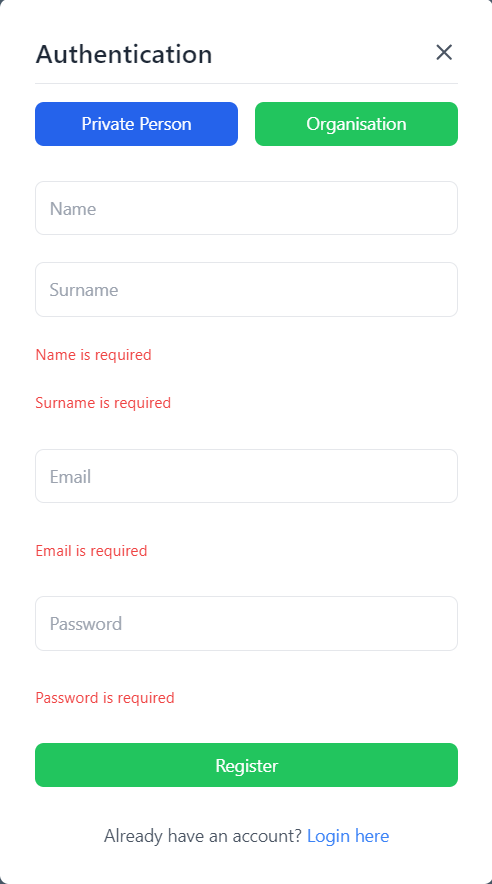 Authentication
Private Person Organisation
Name
Surname
Name is required
Surname is required
Email
Email is required
Password
Password is required
Register
Already have an account? Login here